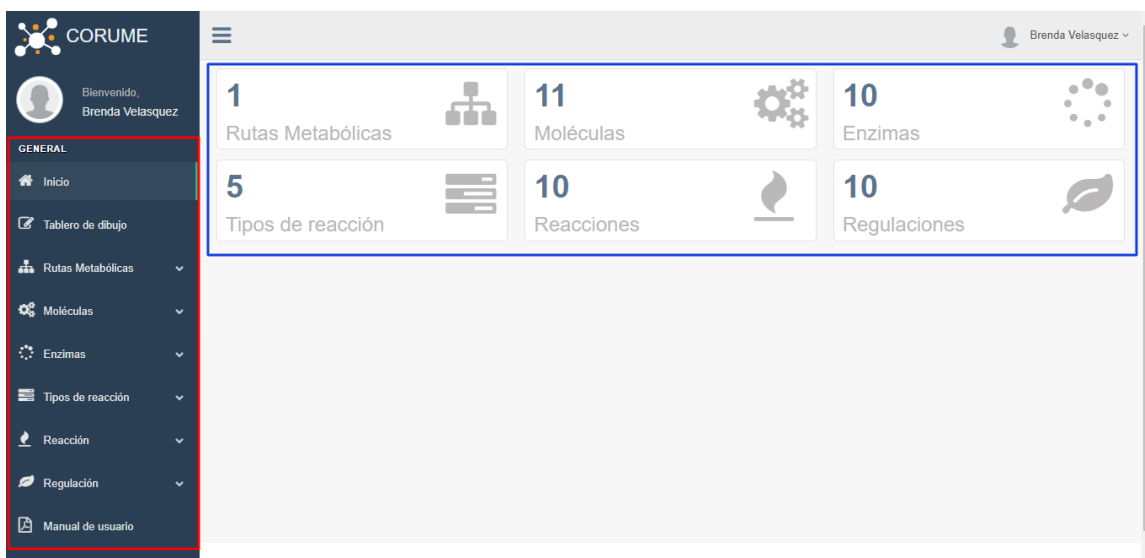 CORUME
Brenda Velasquez
Bienvenido,
Brenda Velasquez
GENERAL
Inicio
Tablero de dibujo
Rutas Metabólicas
Moléculas
Enzimas
Tipos de reacción
Reacción
Regulación
Manual de usuario
1
Rutas Metabólicas
11
Moléculas
10
Enzimas
5
Tipos de reacción
10
Reacciones
10
Regulaciones